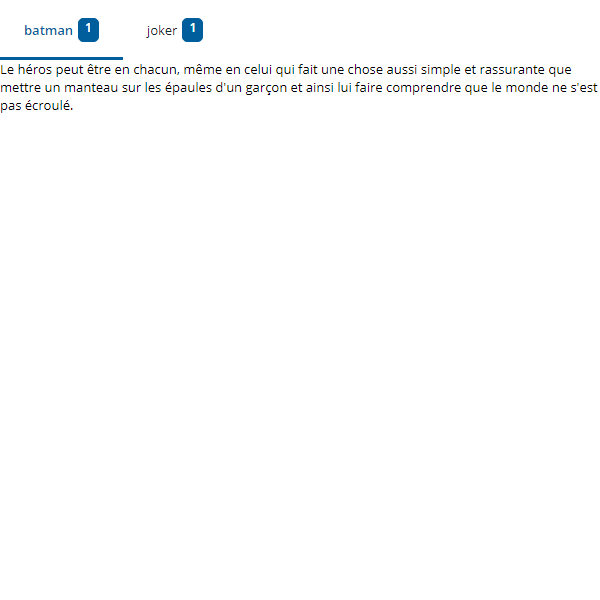 batman 1 joker 1
Le héros peut être en chacun, même en celui qui fait une chose aussi simple et rassurante que
mettre un manteau sur les épaules d'un garçon et ainsi lui faire comprendre que le monde ne s'est
pas écroulé.